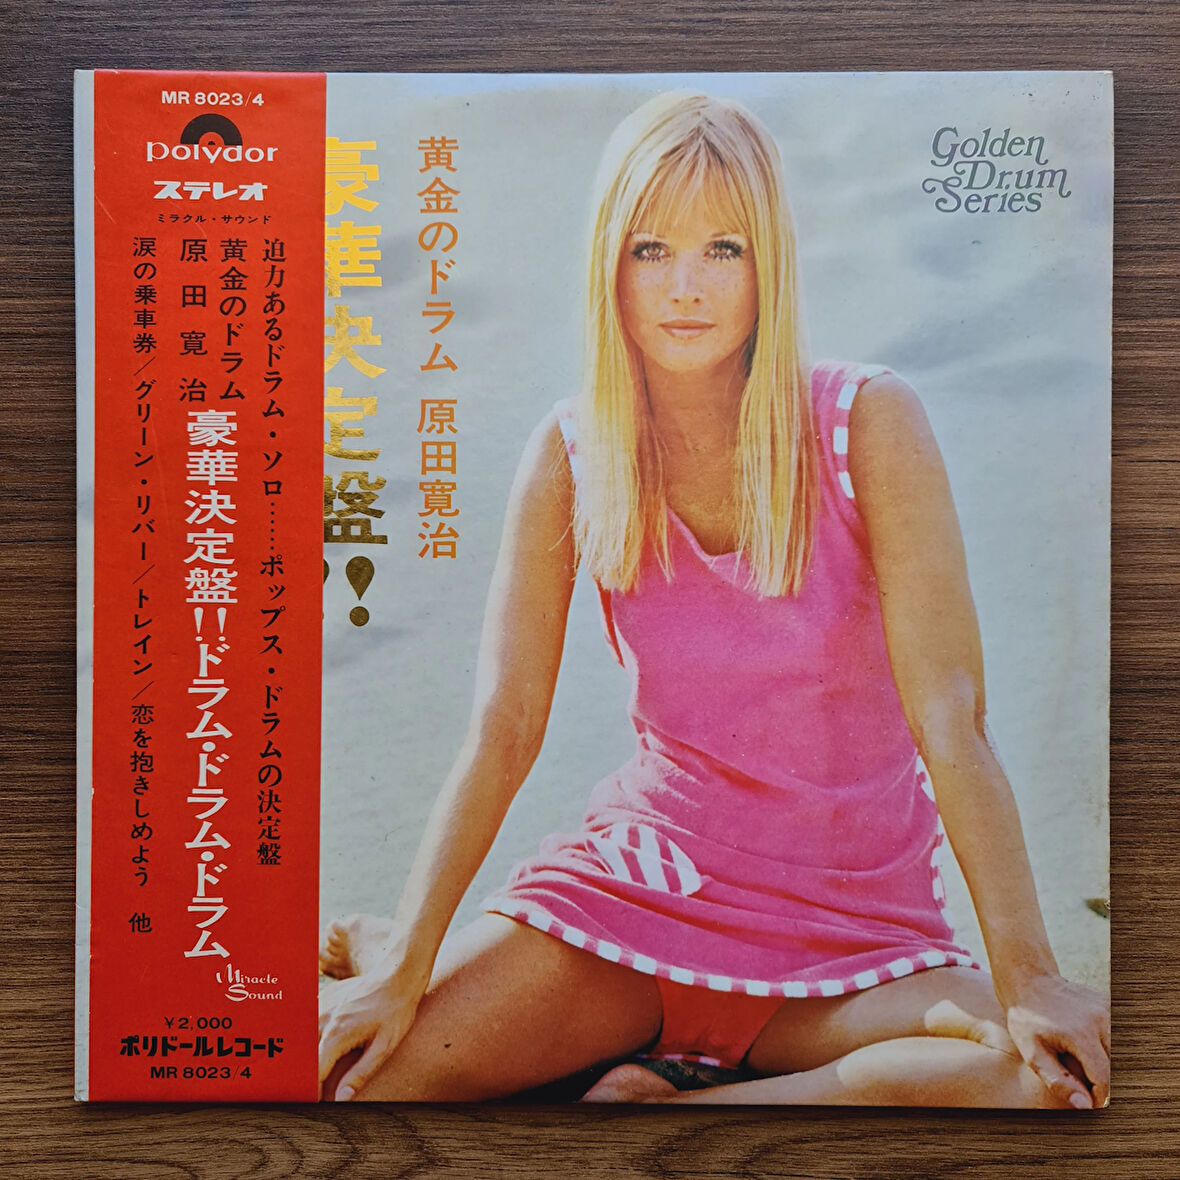 MR 8023/4
polydor
ステレオ
ミラクル・サウンド
迫力あるドラム・ソロ……ポップス・ドラムの決定盤
黄金のドラム
原田寛治
豪華決定盤!!ドラム・ドラム・ドラム
涙の乗車券/グリーン・リバー/トレイン/恋を抱きしめよう 他
Miracle
Sound
¥2,000
ポリドールレコード
MR 8023/4
豪華決定盤!!
黄金のドラム 原田寛治
Golden
Drum
Series